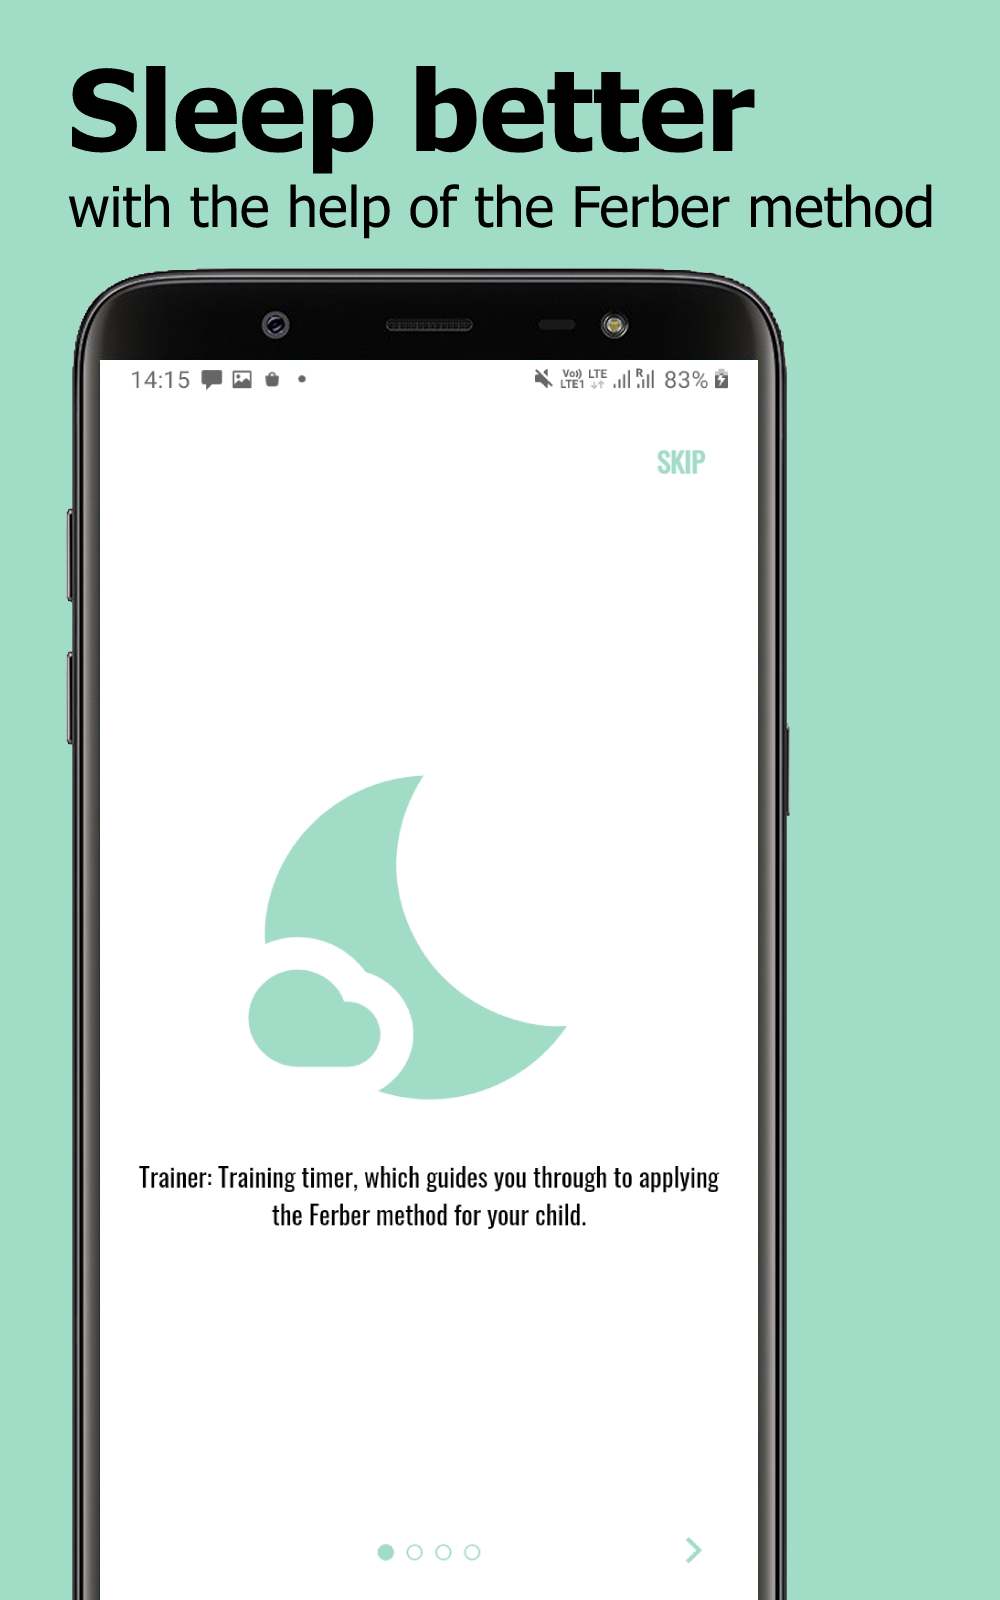 Sleep better
with the help of the Ferber method
14:15 Vo)) LTE1 LTE R 83%
SKIP
Trainer: Training timer, which guides you through to applying
the Ferber method for your child.